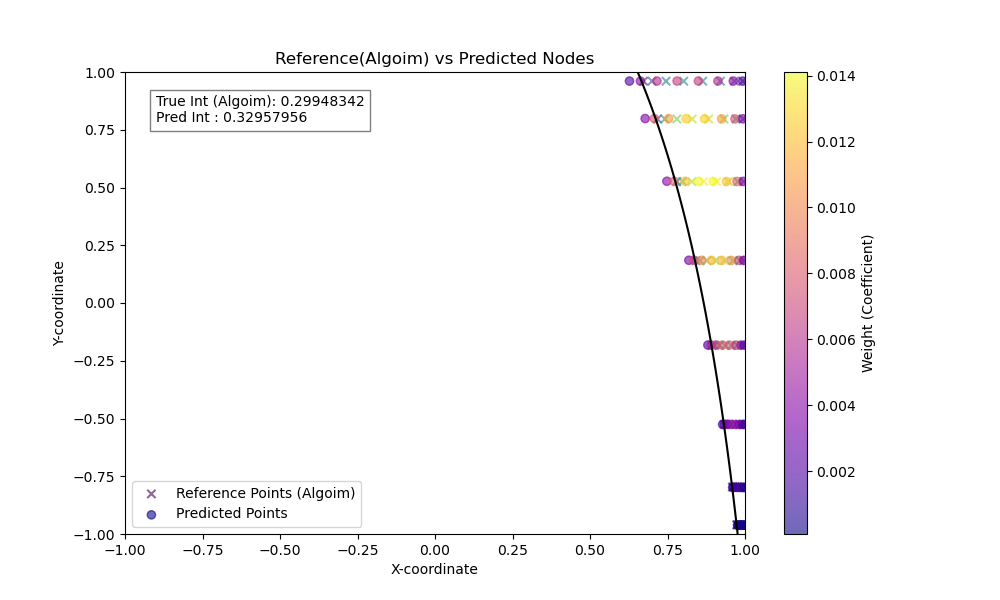 Reference(Algoim) vs Predicted Nodes
True Int (Algoim): 0.29948342
Pred Int : 0.32957956
1.00
0.75
0.50
0.25
0.00
−0.25
−0.50
−0.75
−1.00
Y-coordinate
Reference Points (Algoim)
Predicted Points
−1.00 −0.75 −0.50 −0.25 0.00 0.25 0.50 0.75 1.00
X-coordinate
0.014
0.012
0.010
0.008
0.006
0.004
0.002
Weight (Coefficient)